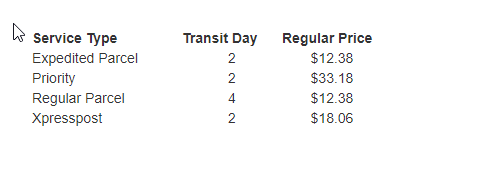 Service Type Transit Day Regular Price
Expedited Parcel 2 $12.38
Priority 2 $33.18
Regular Parcel 4 $12.38
Xpresspost 2 $18.06